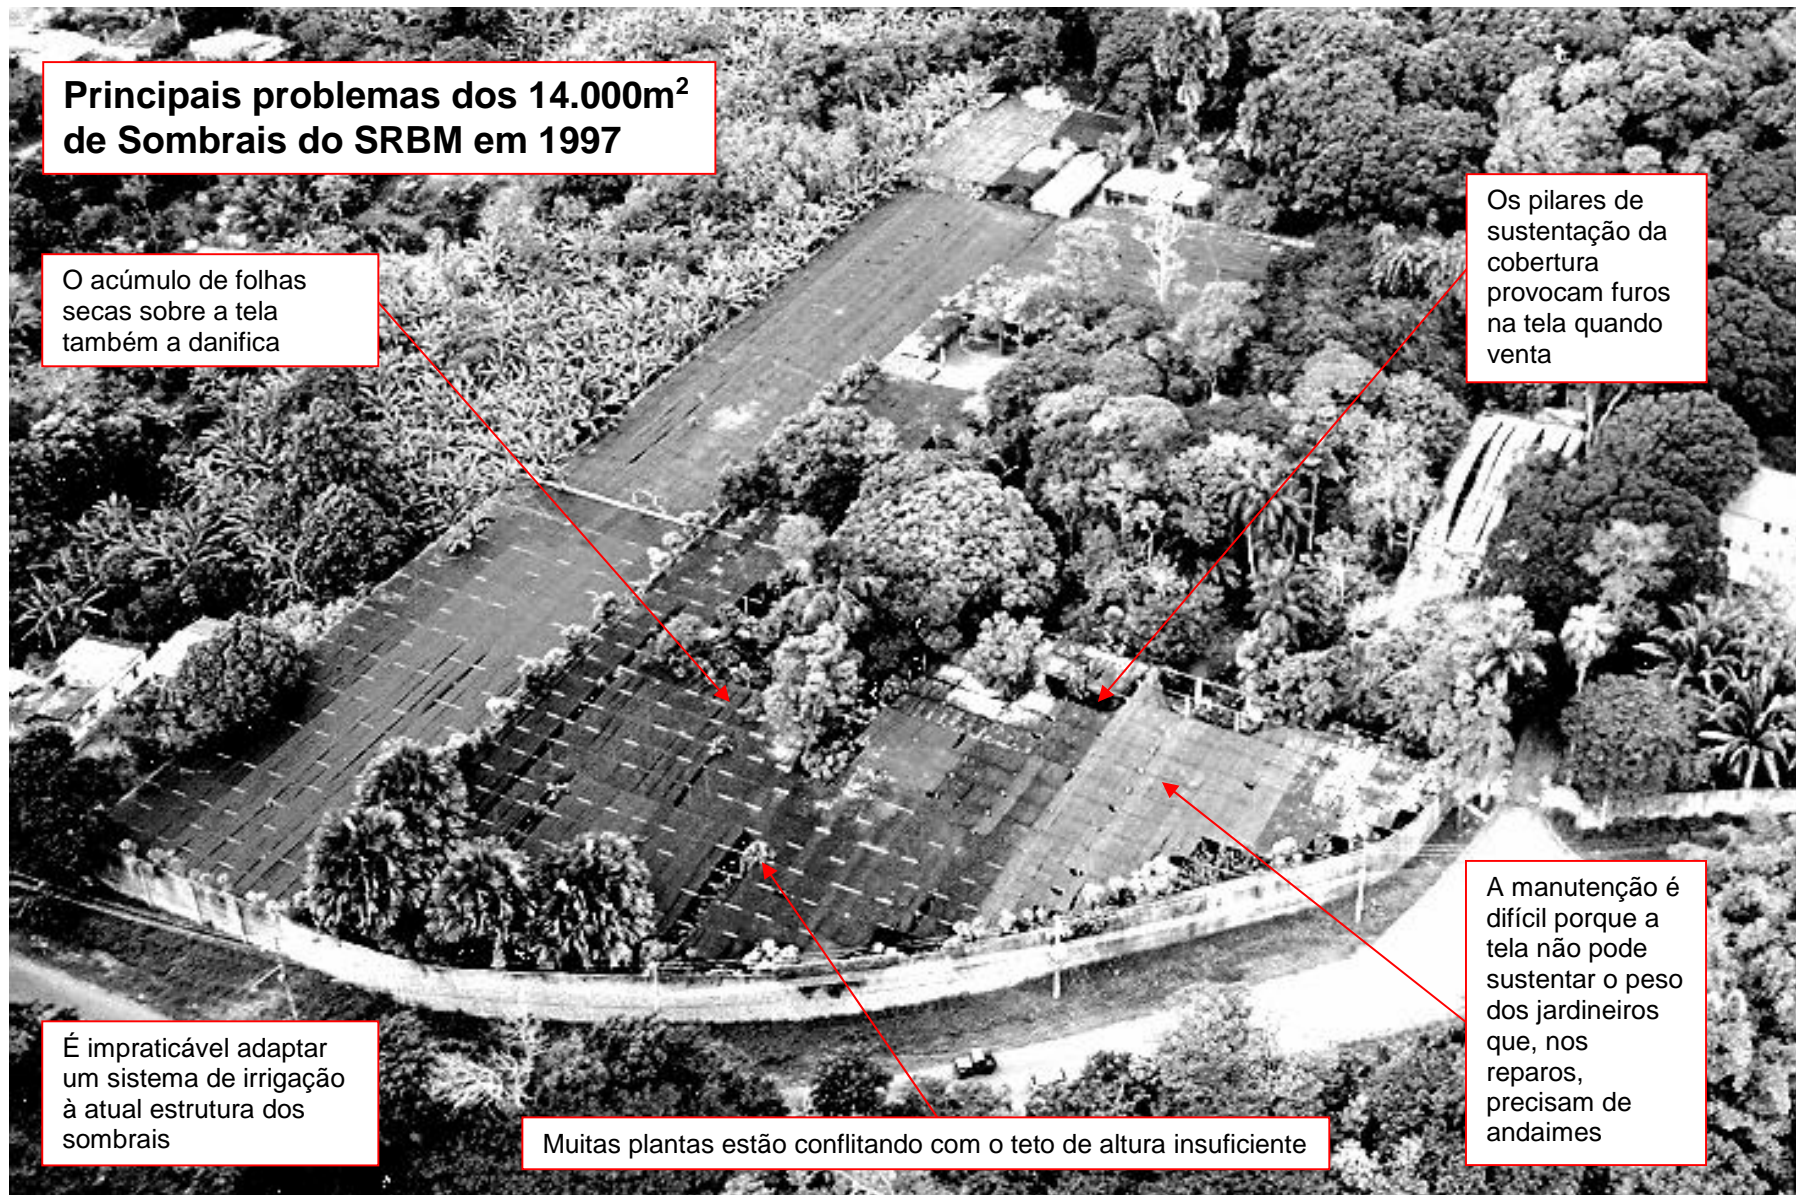 Principais problemas dos 14.000m²
de Sombrais do SRBM em 1997
Os pilares de
sustentação da
cobertura
provocam furos
na tela quando
venta
O acúmulo de folhas
secas sobre a tela
também a danifica
A manutenção é
difícil porque a
tela não pode
sustentar o peso
dos jardineiros
que, nos
reparos,
precisam de
andaimes
É impraticável adaptar
um sistema de irrigação
à atual estrutura dos
sombrais
Muitas plantas estão conflitando com o teto de altura insuficiente